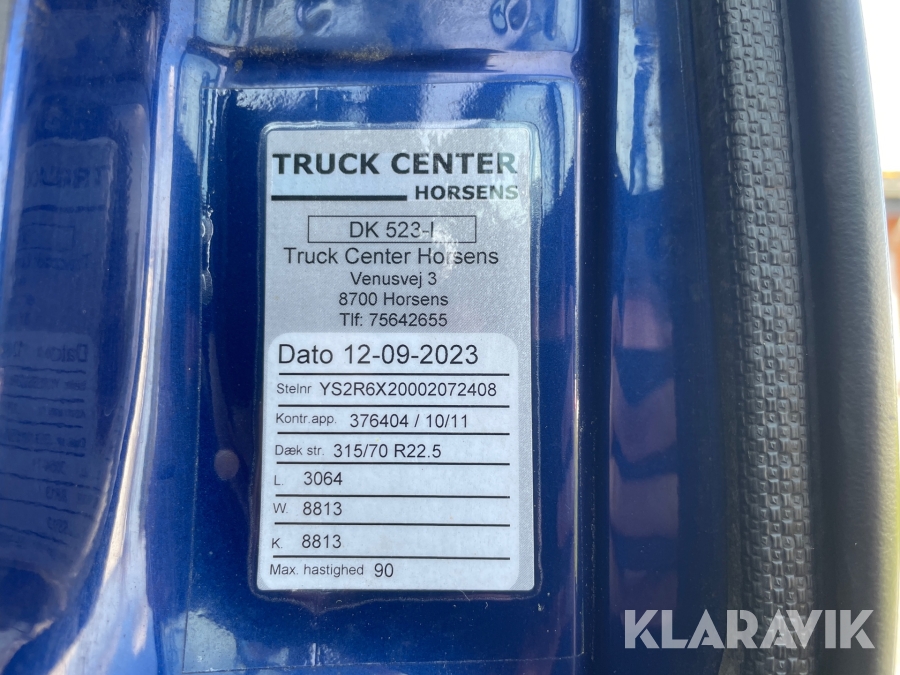 TRUCK CENTER
HORSENS
DK 523-
Truck Center Horsens
Venusvej 3
8700 Horsens
Tlf: 75642655
Dato 12-09-2023
Stelnr YS2R6X20002072408
Kontr.app. 376404 / 10/11
Dæk str. 315/70 R22.5
L. 3064
W. 8813
K. 8813
Max. hastighed 90
KLARAVIK